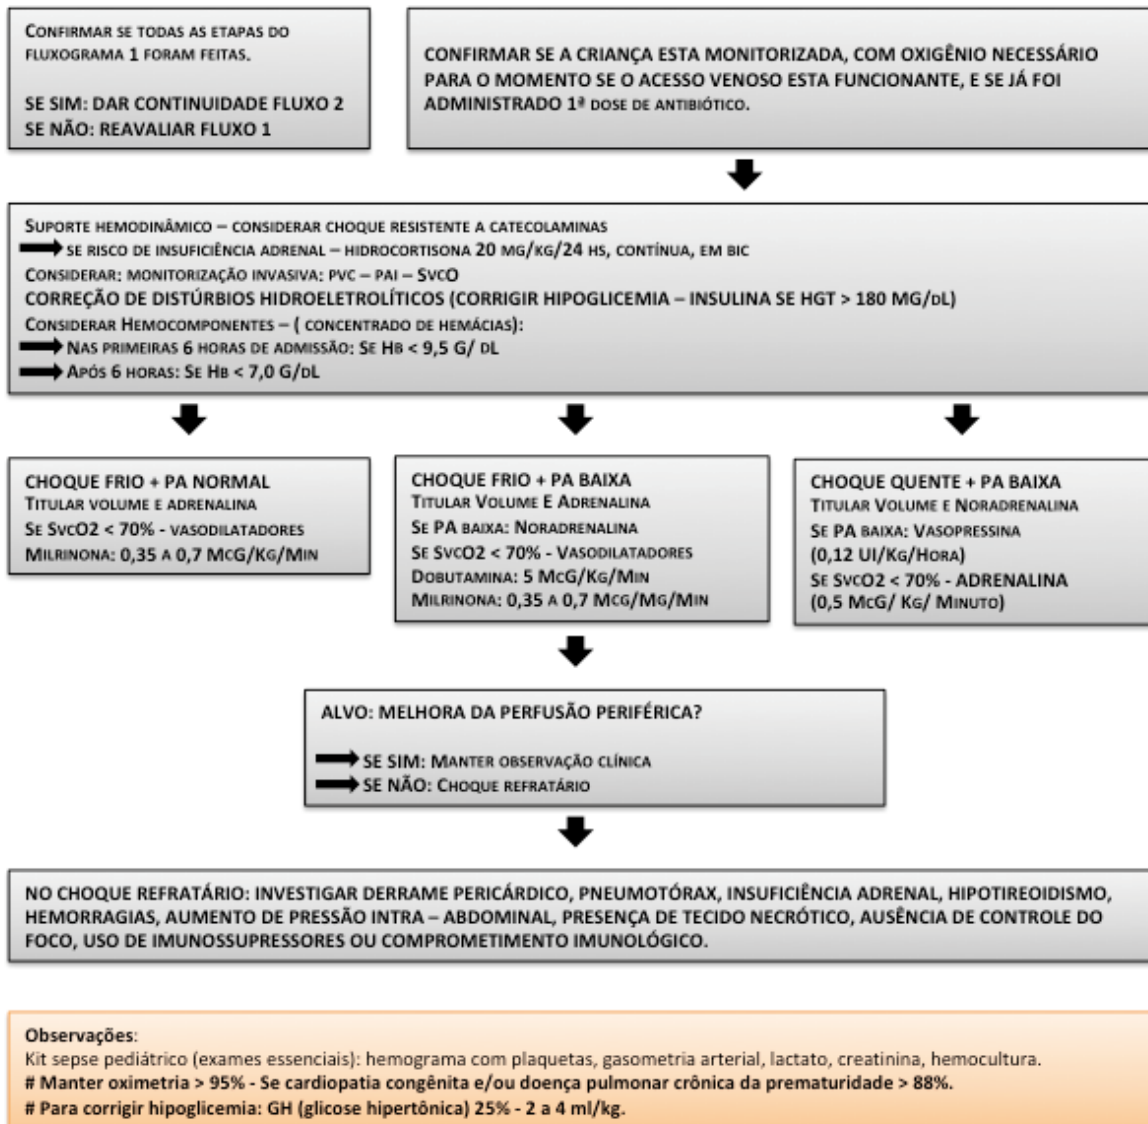 CONFIRMAR SE TODAS AS ETAPAS DO
FLUXOGRAMA 1 FORAM FEITAS.
SE SIM: DAR CONTINUIDADE FLUXO 2
SE NÃO: REAVALIAR FLUXO 1
CONFIRMAR SE A CRIANÇA ESTA MONITORIZADA, COM OXIGÊNIO NECESSÁRIO
PARA O MOMENTO SE O ACESSO VENOSO ESTA FUNCIONANTE, E SE JÁ FOI
ADMINISTRADO 1ª DOSE DE ANTIBIÓTICO.
SUPORTE HEMODINÂMICO – CONSIDERAR CHOQUE RESISTENTE A CATECOLAMINAS
SE RISCO DE INSUFICIÊNCIA ADRENAL – HIDROCORTISONA 20 MG/KG/24 HS, CONTÍNUA, EM BIC
CONSIDERAR: MONITORIZAÇÃO INVASIVA: PVC – PAI – SVCO
CORREÇÃO DE DISTÚRBIOS HIDROELETROLÍTICOS (CORRIGIR HIPOGLICEMIA – INSULINA SE HGT > 180 MG/DL)
CONSIDERAR HEMOCOMPONENTES – ( CONCENTRADO DE HEMÁCIAS):
NAS PRIMEIRAS 6 HORAS DE ADMISSÃO: SE HB < 9,5 G/ DL
APÓS 6 HORAS: SE HB < 7,0 G/DL
CHOQUE FRIO + PA NORMAL
TITULAR VOLUME E ADRENALINA
SE SVCO2 < 70% - VASODILATADORES
MILRINONA: 0,35 A 0,7 MCG/KG/MIN
CHOQUE FRIO + PA BAIXA
TITULAR VOLUME E ADRENALINA
SE PA BAIXA: NORADRENALINA
SE SVCO2 < 70% - VASODILATADORES
DOBUTAMINA: 5 MCG/KG/MIN
MILRINONA: 0,35 A 0,7 MCG/MG/MIN
CHOQUE QUENTE + PA BAIXA
TITULAR VOLUME E NORADRENALINA
SE PA BAIXA: VASOPRESSINA
(0,12 UI/KG/HORA)
SE SVCO2 < 70% - ADRENALINA
(0,5 MCG/ KG/ MINUTO)
ALVO: MELHORA DA PERFUSÃO PERIFÉRICA?
SE SIM: MANTER OBSERVAÇÃO CLÍNICA
SE NÃO: CHOQUE REFRATÁRIO
NO CHOQUE REFRATÁRIO: INVESTIGAR DERRAME PERICÁRDICO, PNEUMOTÓRAX, INSUFICIÊNCIA ADRENAL, HIPOTIREOIDISMO,
HEMORRAGIAS, AUMENTO DE PRESSÃO INTRA – ABDOMINAL, PRESENÇA DE TECIDO NECRÓTICO, AUSÊNCIA DE CONTROLE DO
FOCO, USO DE IMUNOSSUPRESSORES OU COMPROMETIMENTO IMUNOLÓGICO.
Observações:
Kit sepse pediátrico (exames essenciais): hemograma com plaquetas, gasometria arterial, lactato, creatinina, hemocultura.
# Manter oximetria > 95% - Se cardiopatia congênita e/ou doença pulmonar crônica da prematuridade > 88%.
# Para corrigir hipoglicemia: GH (glicose hipertônica) 25% - 2 a 4 ml/kg.